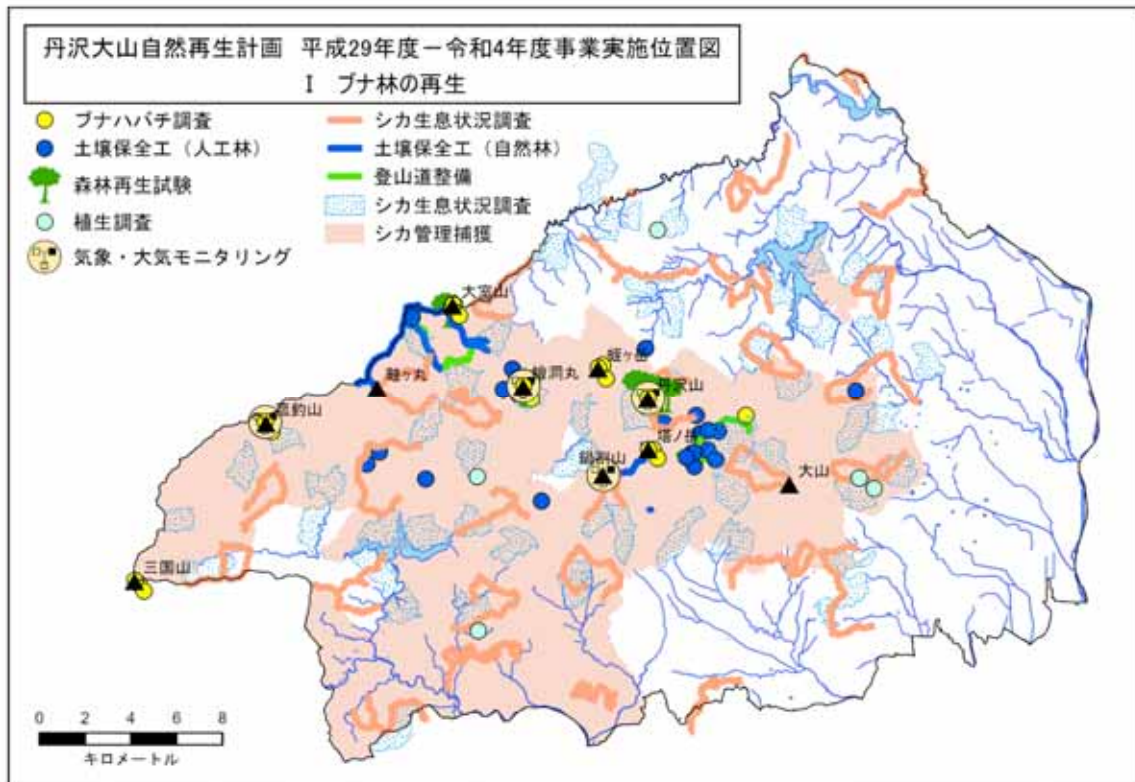 丹沢大山自然再生計画 平成29年度－令和4年度事業実施位置図
Ⅰ ブナ林の再生
ブナハバチ調査
土壌保全工（人工林）
森林再生試験
植生調査
気象・大気モニタリング
シカ生息状況調査
土壌保全工（自然林）
登山道整備
シカ生息状況調査
シカ管理捕獲
大室山
蛭ヶ岳
檜洞丸
畦ヶ丸
丹沢山
菰釣山
塔ノ岳
鍋割山
大山
三国山
0 2 4 6 8
キロメートル